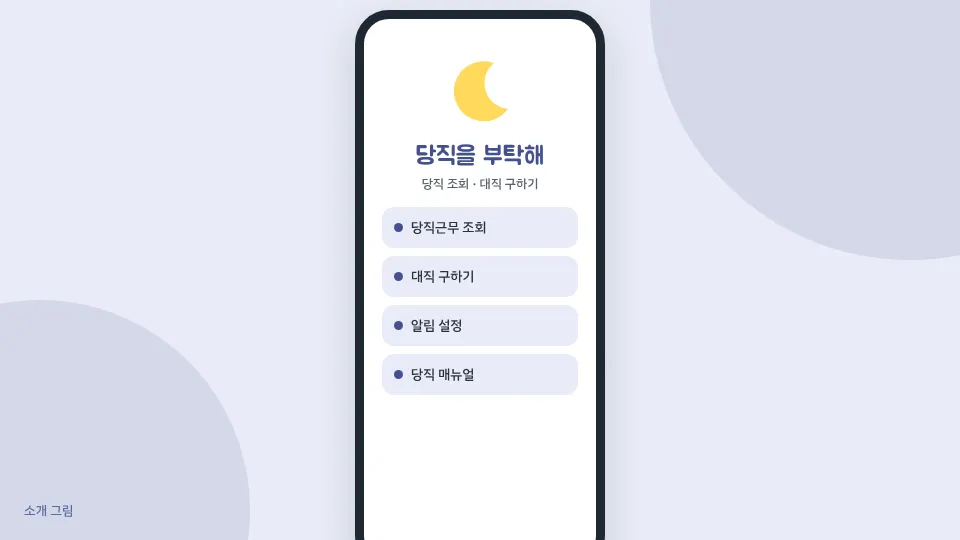 당직을 부탁해
당직 조회 · 대직 구하기
당직근무 조회
대직 구하기
알림 설정
당직 매뉴얼
소개 그림